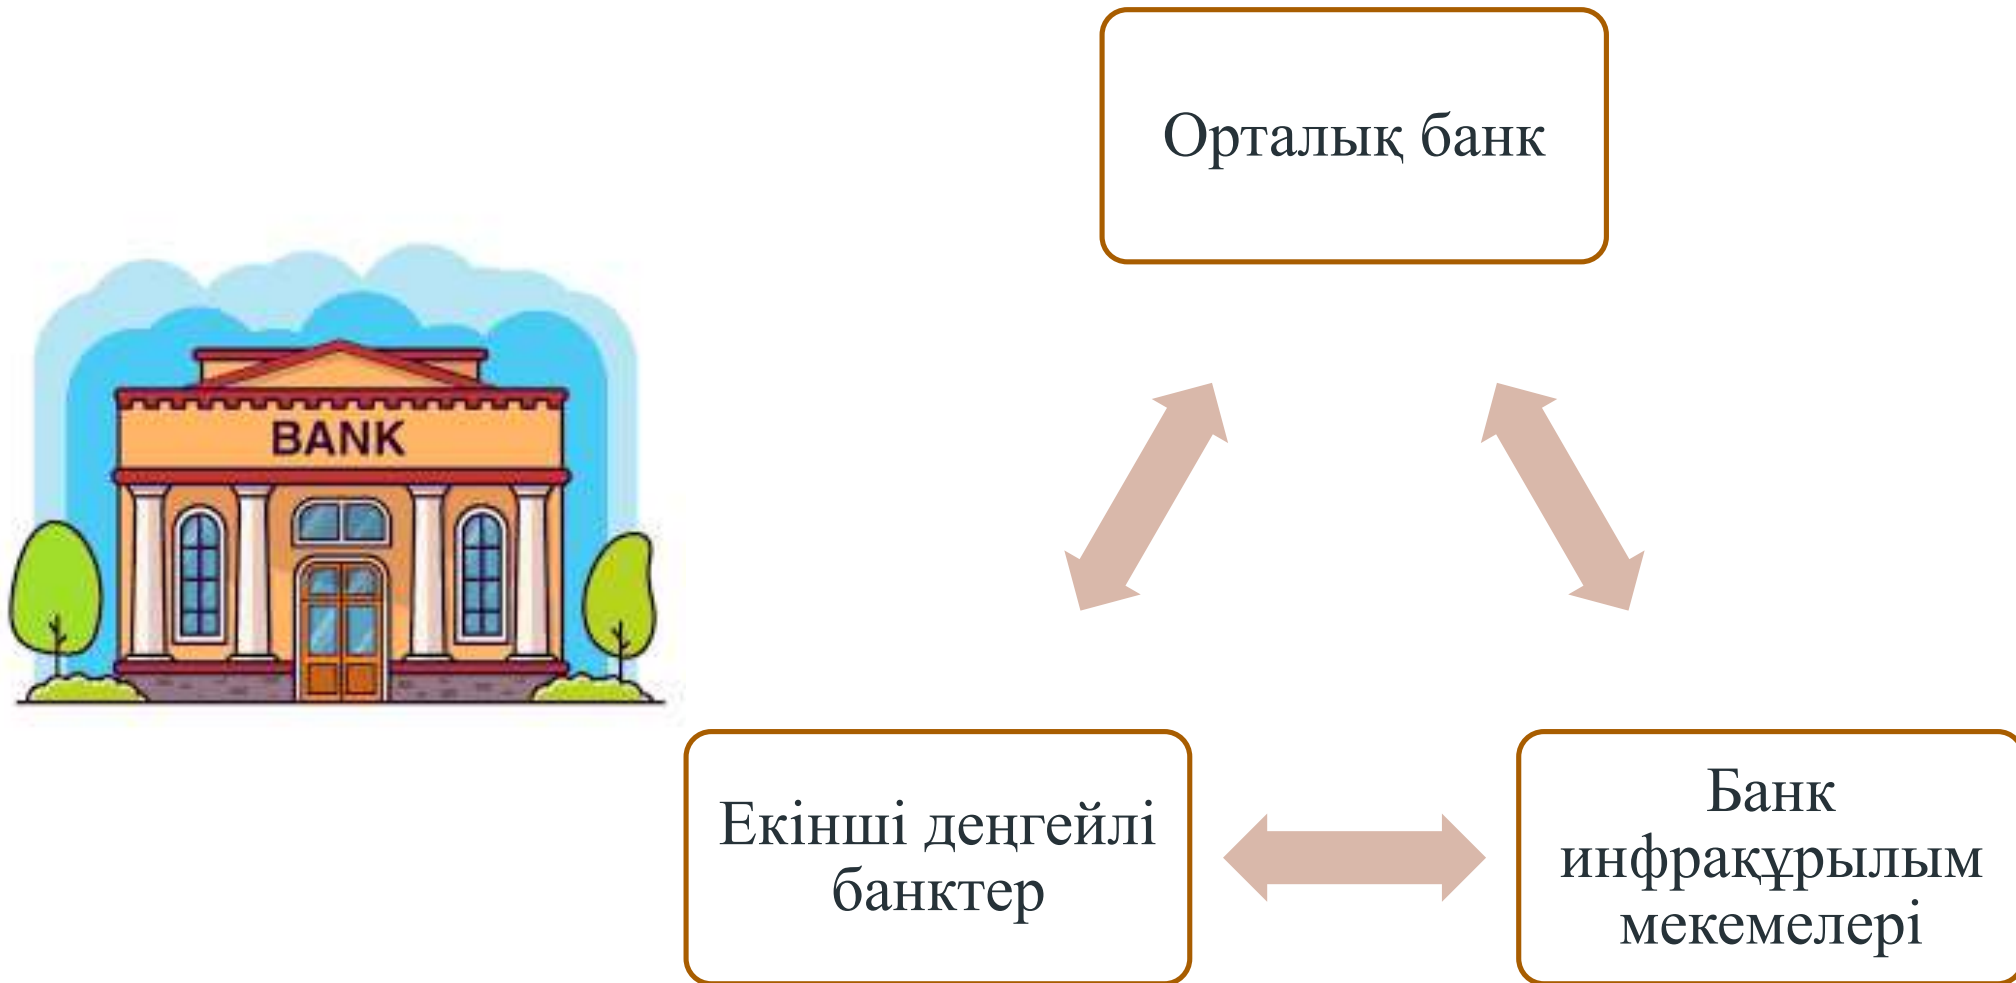 Орталық банк
BANK
Екінші деңгейлі
банктер
Банк
инфрақұрылым
мекемелері